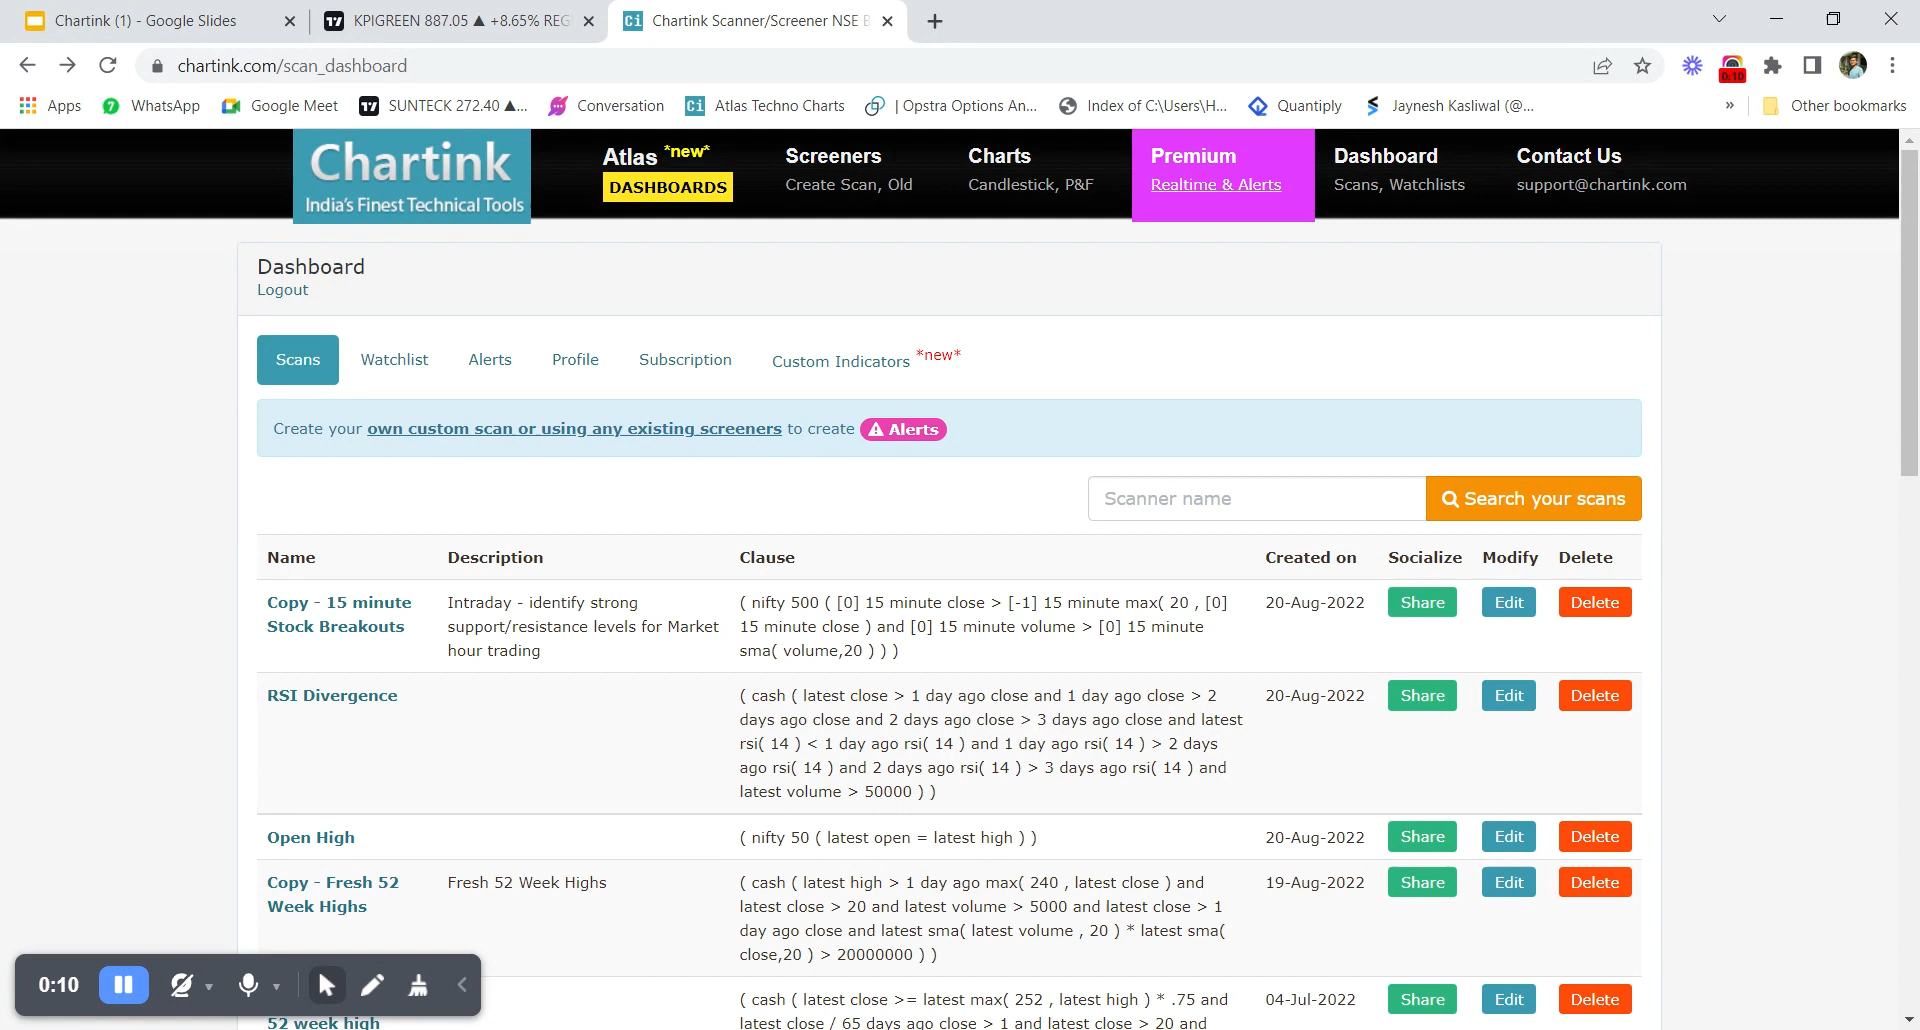 Chartink (1) - Google Slides
KPIGREEN 887.05 ▲ +8.65% REG
Chartink Scanner/Screener NSE B
chartink.com/scan_dashboard
0:10
Apps
WhatsApp
Google Meet
SUNTECK 272.40 ▲...
Conversation
Atlas Techno Charts
| Opstra Options An...
Index of C:\Users\H...
Quantiply
Jaynesh Kasliwal (@...
»
Other bookmarks
Chartink
India's Finest Technical Tools
Atlas *new*
DASHBOARDS
Screeners
Create Scan, Old
Charts
Candlestick, P&F
Premium
Realtime & Alerts
Dashboard
Scans, Watchlists
Contact Us
support@chartink.com
Dashboard
Logout
Scans
Watchlist
Alerts
Profile
Subscription
Custom Indicators *new*
Create your own custom scan or using any existing screeners to create Alerts
Scanner name
Search your scans
Name Description Clause Created on Socialize Modify Delete
Copy - 15 minute
Stock Breakouts
Intraday - identify strong
support/resistance levels for Market
hour trading
( nifty 500 ( [0] 15 minute close > [-1] 15 minute max( 20 , [0]
15 minute close ) and [0] 15 minute volume > [0] 15 minute
sma( volume,20 ) ) )
20-Aug-2022
Share
Edit
Delete
RSI Divergence
( cash ( latest close > 1 day ago close and 1 day ago close > 2
days ago close and 2 days ago close > 3 days ago close and latest
rsi( 14 ) < 1 day ago rsi( 14 ) and 1 day ago rsi( 14 ) > 2 days
ago rsi( 14 ) and 2 days ago rsi( 14 ) > 3 days ago rsi( 14 ) and
latest volume > 50000 ) )
20-Aug-2022
Share
Edit
Delete
Open High
( nifty 50 ( latest open = latest high ) )
20-Aug-2022
Share
Edit
Delete
Copy - Fresh 52
Week Highs
Fresh 52 Week Highs
( cash ( latest high > 1 day ago max( 240 , latest close ) and
latest close > 20 and latest volume > 5000 and latest close > 1
day ago close and latest sma( latest volume , 20 ) * latest sma(
close,20 ) > 20000000 ) )
19-Aug-2022
Share
Edit
Delete
52 week high
( cash ( latest close >= latest max( 252 , latest high ) * .75 and
latest close / 65 days ago close > 1 and latest close > 20 and
04-Jul-2022
Share
Edit
Delete
0:10